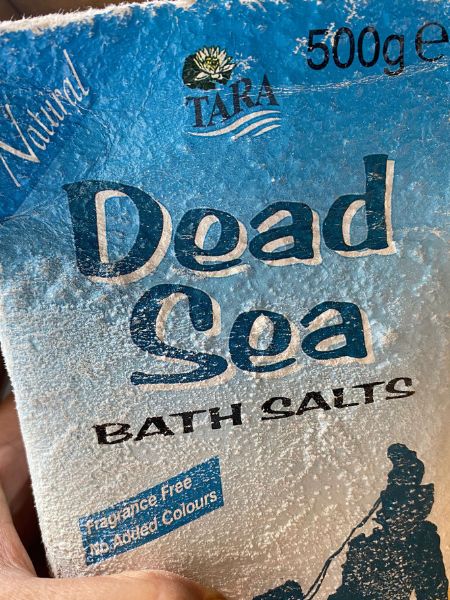 500g e
TARA
Natural
Dead
Sea
BATH SALTS
Fragrance Free
No Added Colours